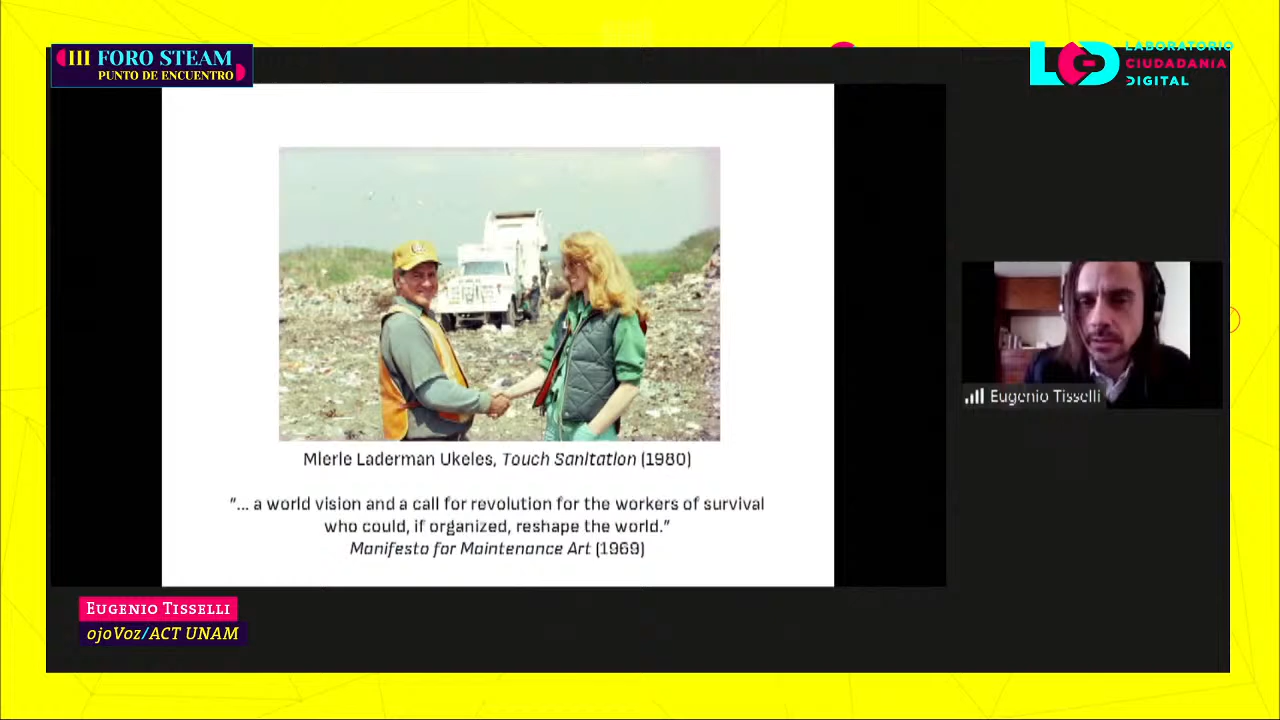 III FORO STEAM
PUNTO DE ENCUENTRO
LCD LABORATORIO
CIUDADANÍA
DIGITAL
Mierle Laderman Ukeles, Touch Sanitation (1980)
"... a world vision and a call for revolution for the workers of survival
who could, if organized, reshape the world."
Manifesto for Maintenance Art (1969)
Eugenio Tisselli
EUGENIO TISSELLI
ojoVoz/ACT UNAM